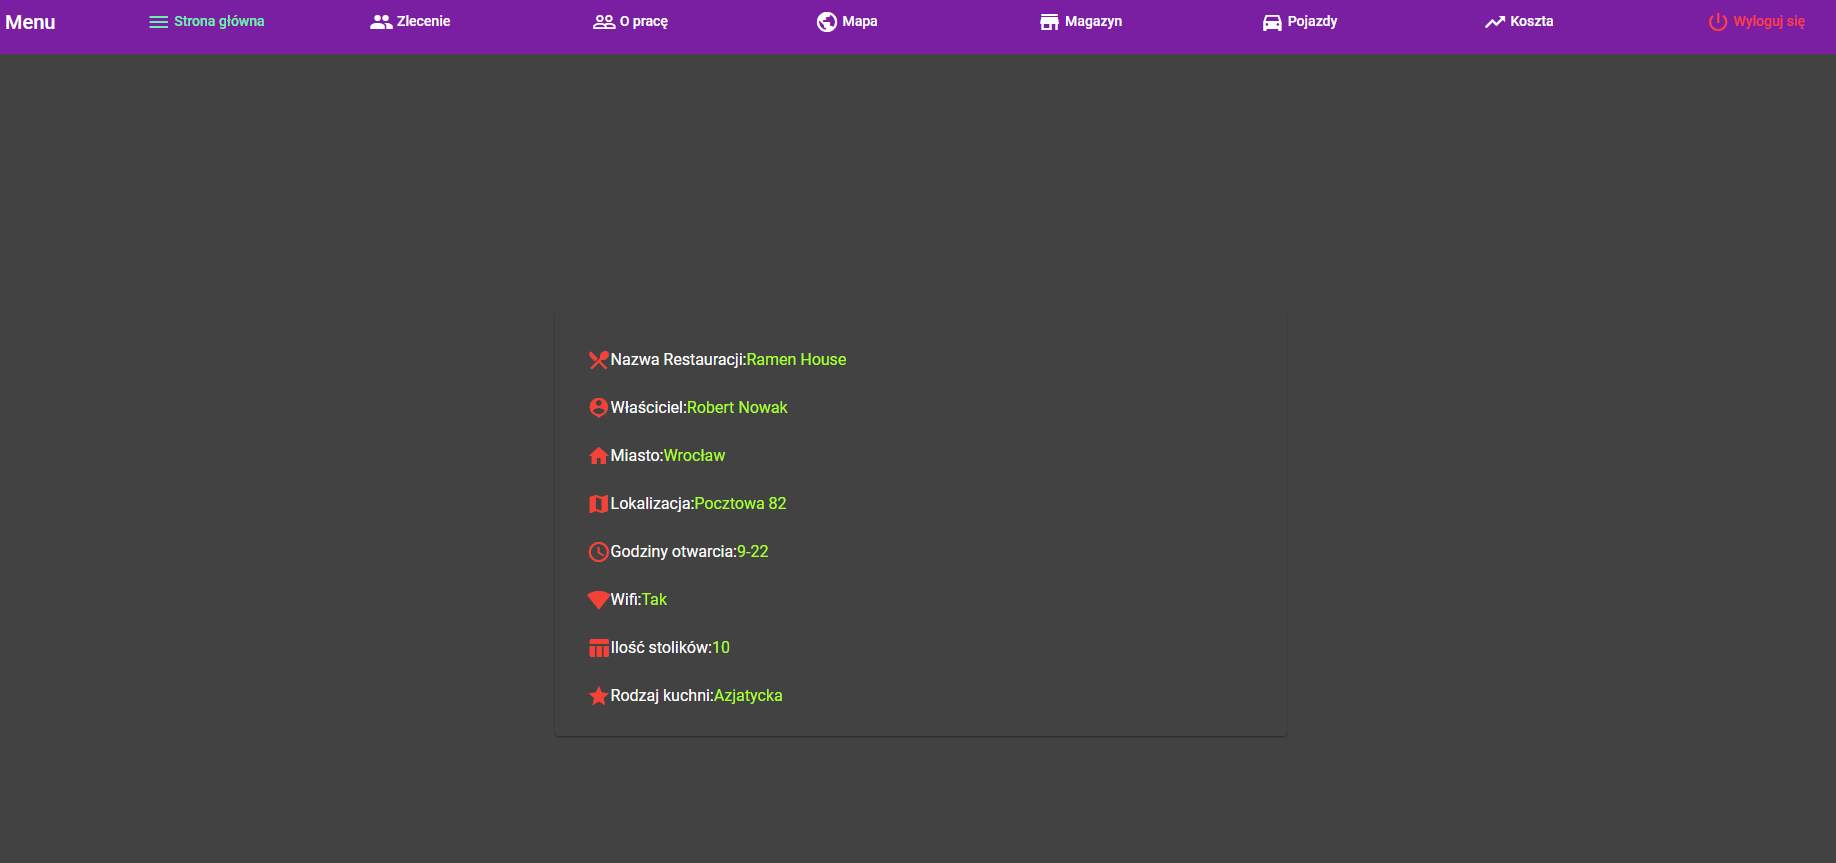 Menu Strona główna Zlecenie O pracę Mapa Magazyn Pojazdy Koszta Wyloguj się
Nazwa Restauracji:Ramen House
Właściciel:Robert Nowak
Miasto:Wrocław
Lokalizacja:Pocztowa 82
Godziny otwarcia:9-22
Wifi:Tak
Ilość stolików:10
Rodzaj kuchni:Azjatycka